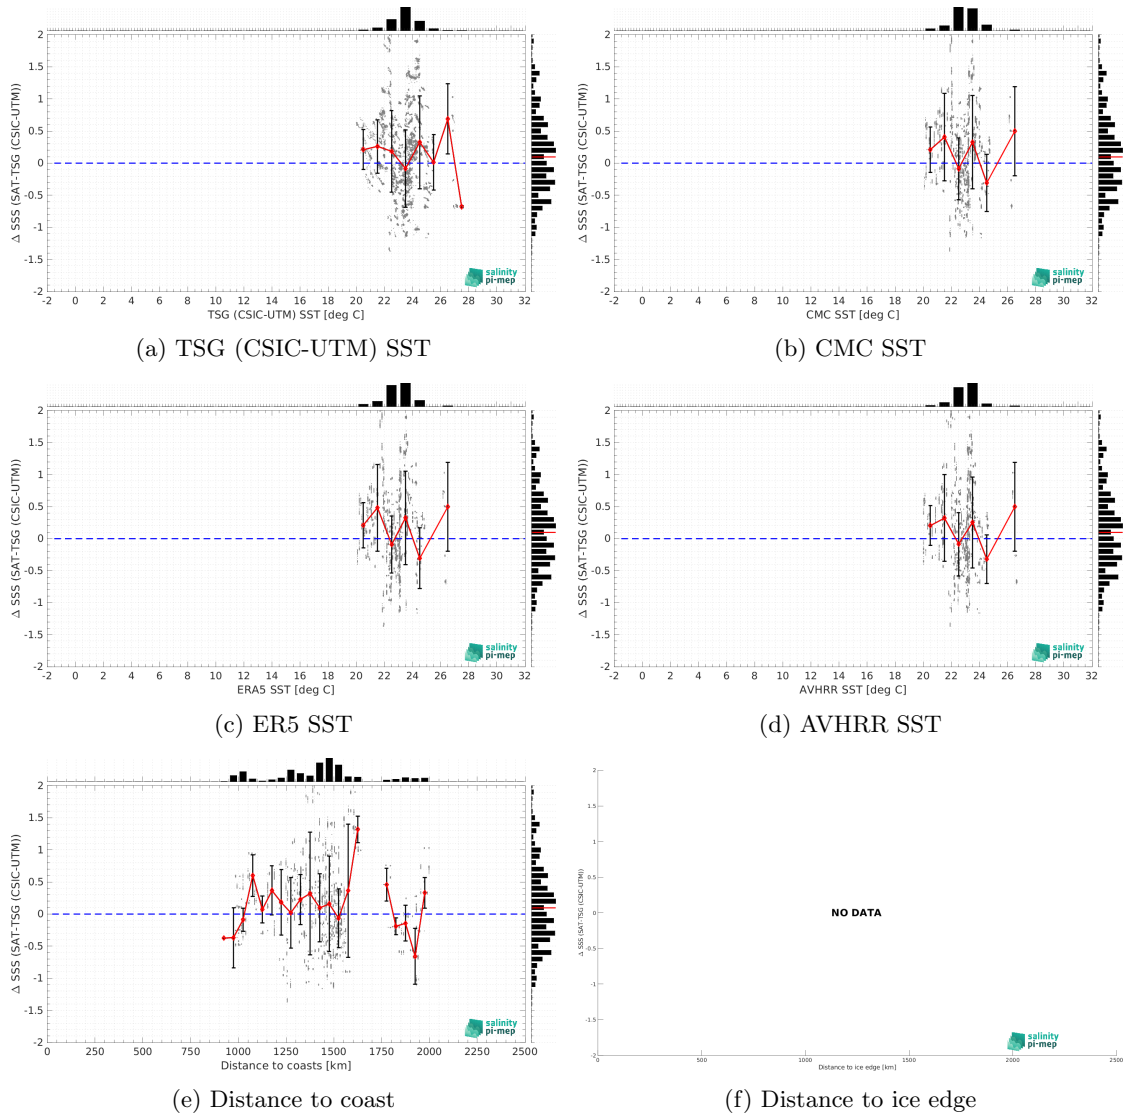 2
1.5
1
0.5
0
-0.5
-1
-1.5
-2
Δ SSS (SAT-TSG (CSIC-UTM))
-2 0 2 4 6 8 10 12 14 16 18 20 22 24 26 28 30 32
TSG (CSIC-UTM) SST [deg C]
salinity
pi-mep
(a) TSG (CSIC-UTM) SST
2
1.5
1
0.5
0
-0.5
-1
-1.5
-2
Δ SSS (SAT-TSG (CSIC-UTM))
-2 0 2 4 6 8 10 12 14 16 18 20 22 24 26 28 30 32
CMC SST [deg C]
salinity
pi-mep
(b) CMC SST
2
1.5
1
0.5
0
-0.5
-1
-1.5
-2
Δ SSS (SAT-TSG (CSIC-UTM))
-2 0 2 4 6 8 10 12 14 16 18 20 22 24 26 28 30 32
ERA5 SST [deg C]
salinity
pi-mep
(c) ER5 SST
2
1.5
1
0.5
0
-0.5
-1
-1.5
-2
Δ SSS (SAT-TSG (CSIC-UTM))
-2 0 2 4 6 8 10 12 14 16 18 20 22 24 26 28 30 32
AVHRR SST [deg C]
salinity
pi-mep
(d) AVHRR SST
2
1.5
1
0.5
0
-0.5
-1
-1.5
-2
Δ SSS (SAT-TSG (CSIC-UTM))
0 250 500 750 1000 1250 1500 1750 2000 2250 2500
Distance to coasts [km]
salinity
pi-mep
(e) Distance to coast
2
1.5
1
0.5
0
-0.5
-1
-1.5
-2
Δ SSS (SAT-TSG (CSIC-UTM))
NO DATA
0 500 1000 1500 2000 2500
Distance to ice edge [km]
salinity
pi-mep
(f) Distance to ice edge